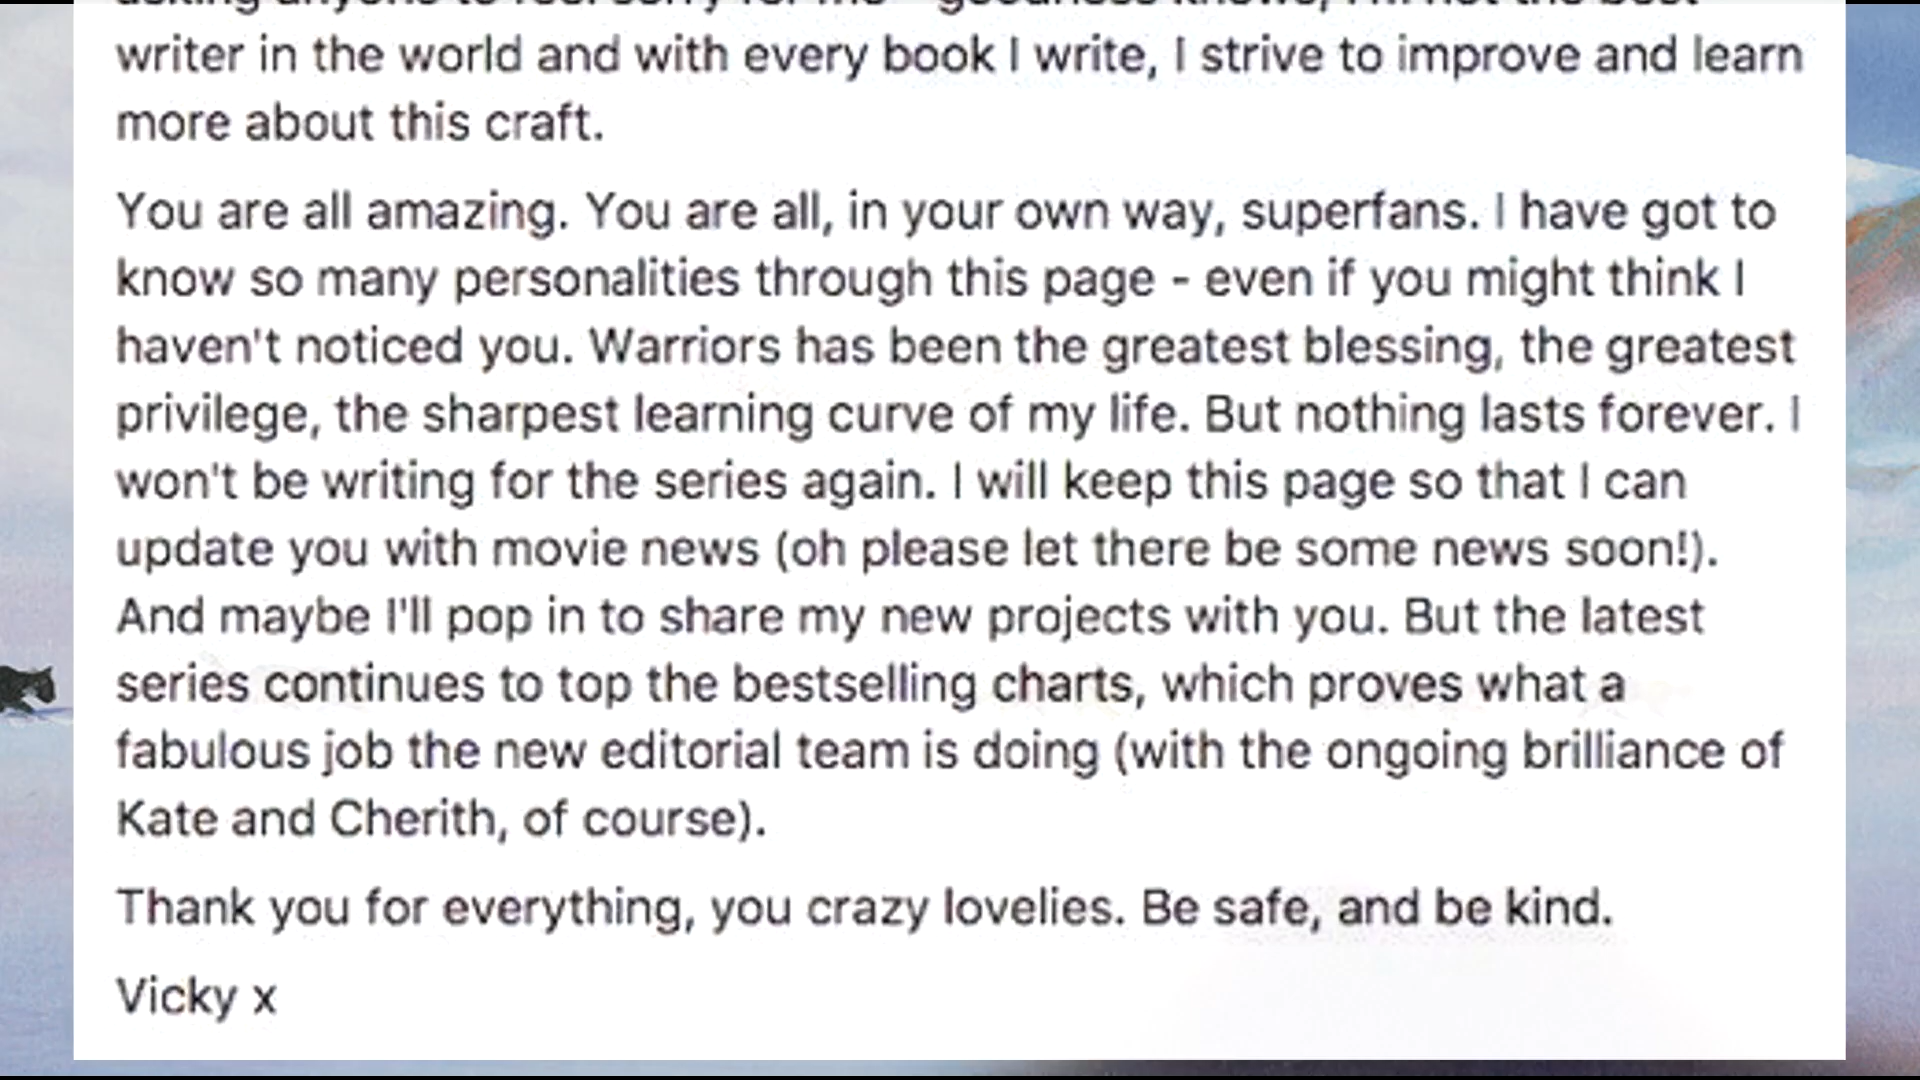 writer in the world and with every book I write, I strive to improve and learn
more about this craft.
You are all amazing. You are all, in your own way, superfans. I have got to
know so many personalities through this page - even if you might think I
haven't noticed you. Warriors has been the greatest blessing, the greatest
privilege, the sharpest learning curve of my life. But nothing lasts forever. I
won't be writing for the series again. I will keep this page so that I can
update you with movie news (oh please let there be some news soon!).
And maybe I'll pop in to share my new projects with you. But the latest
series continues to top the bestselling charts, which proves what a
fabulous job the new editorial team is doing (with the ongoing brilliance of
Kate and Cherith, of course).
Thank you for everything, you crazy lovelies. Be safe, and be kind.
Vicky x